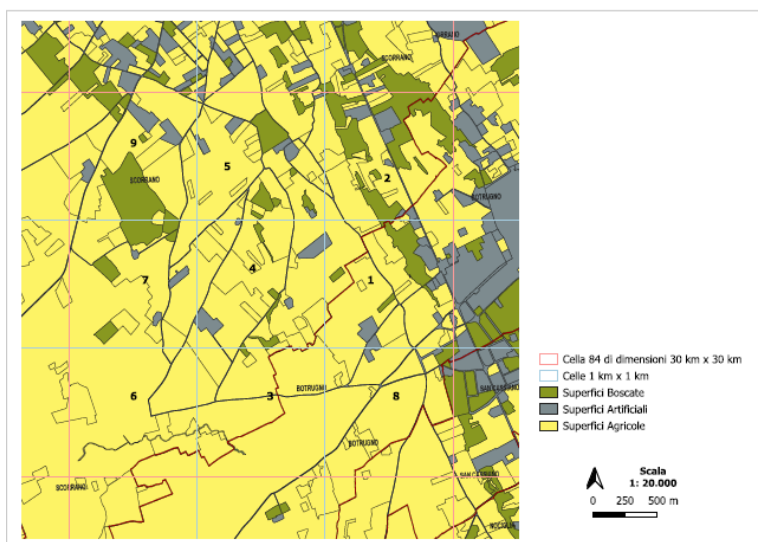 SCORRANO
9
5
2
SCORRANO
BOTRUGNO
7
4
1
6
BOTRUGNO
3
8
SAN CASSIANO
BOTRUGNO
SAN CASSIANO
SCORRANO
NOCIGLIA
Cella 84 di dimensioni 30 km x 30 km
Celle 1 km x 1 km
Superfici Boscate
Superfici Artificiali
Superfici Agricole
Scala
1: 20.000
0 250 500 m